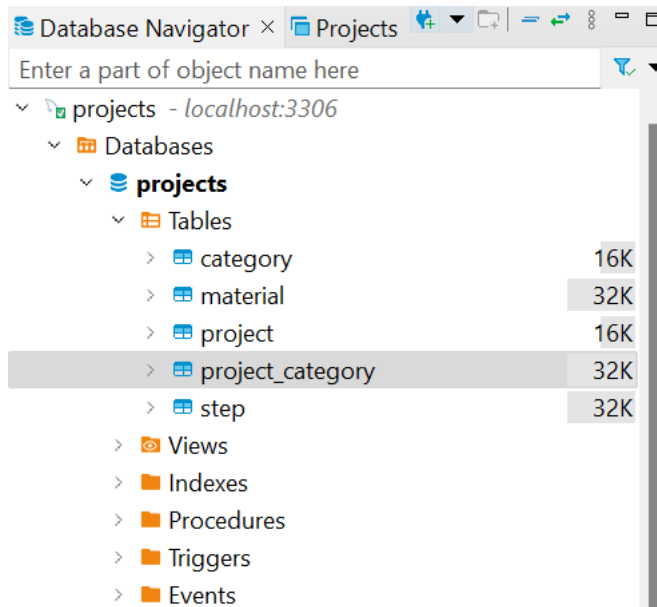 Database Navigator × Projects
Enter a part of object name here
projects - localhost:3306
Databases
projects
Tables
category 16K
material 32K
project 16K
project_category 32K
step 32K
Views
Indexes
Procedures
Triggers
Events